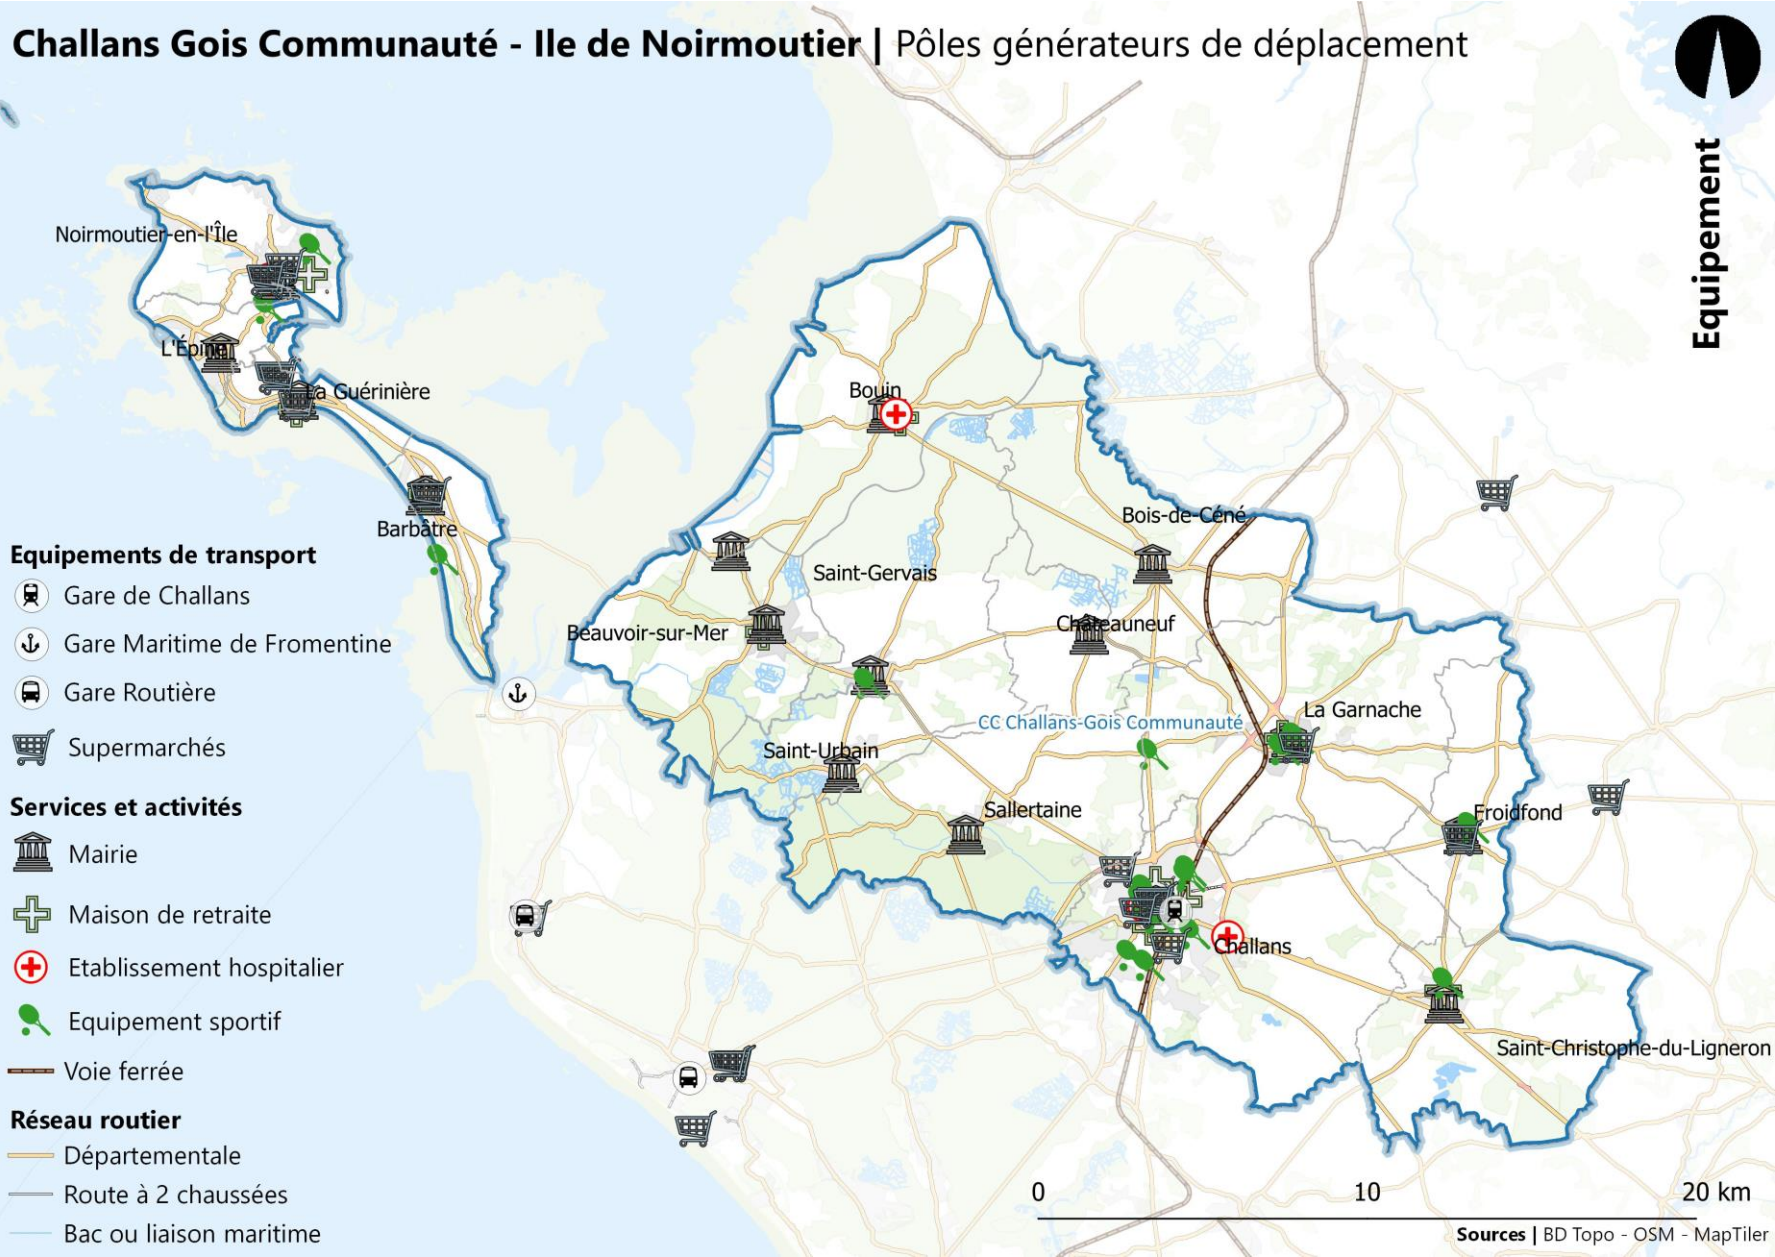 Challans Gois Communauté - Ile de Noirmoutier | Pôles générateurs de déplacement
Equipement
Noirmoutier-en-l'Île
L'Épine
La Guérinière
Barbâtre
Bouin
Bois-de-Céné
Saint-Gervais
Châteauneuf
Beauvoir-sur-Mer
La Garnache
CC Challans-Gois Communauté
Saint-Urbain
Sallertaine
Froidfond
Challans
Saint-Christophe-du-Ligneron
Equipements de transport
Gare de Challans
Gare Maritime de Fromentine
Gare Routière
Supermarchés
Services et activités
Mairie
Maison de retraite
Etablissement hospitalier
Equipement sportif
Voie ferrée
Réseau routier
Départementale
Route à 2 chaussées
Bac ou liaison maritime
0 10 20 km
Sources | BD Topo - OSM - MapTiler